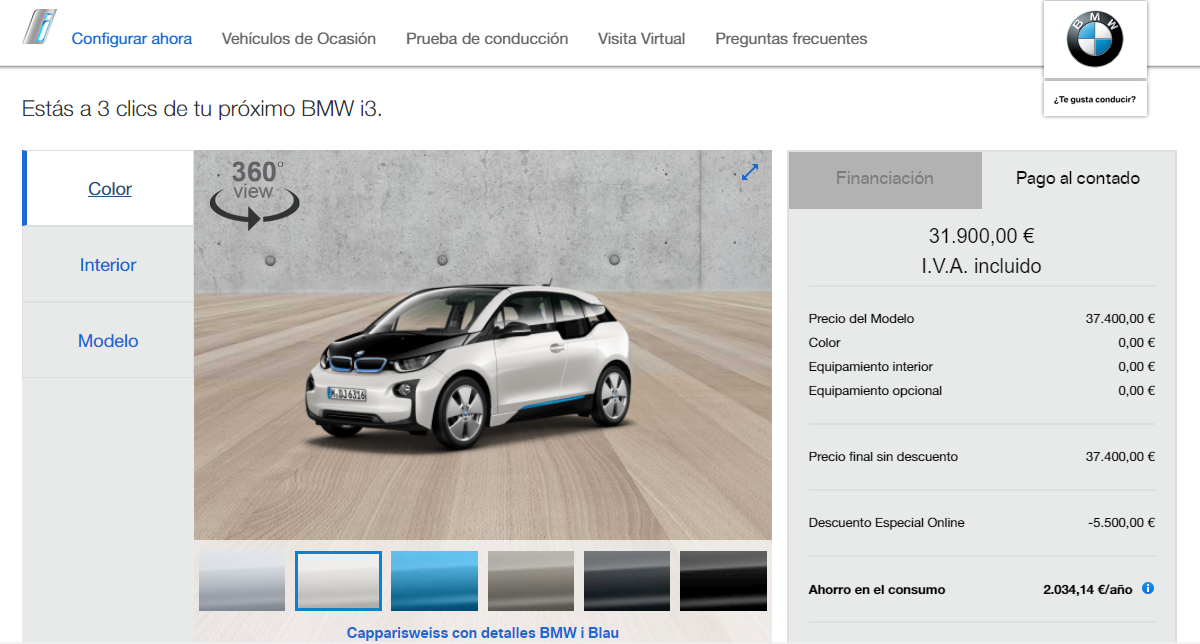 i
Configurar ahora
Vehículos de Ocasión
Prueba de conducción
Visita Virtual
Preguntas frecuentes
BMW
¿Te gusta conducir?
Estás a 3 clics de tu próximo BMW i3.
Color
Interior
Modelo
360°
view
M·DJ6316
Cappparisweiss con detalles BMW i Blau
Financiación
Pago al contado
31.900,00 €
I.V.A. incluido
Precio del Modelo 37.400,00 €
Color 0,00 €
Equipamiento interior 0,00 €
Equipamiento opcional 0,00 €
Precio final sin descuento 37.400,00 €
Descuento Especial Online -5.500,00 €
Ahorro en el consumo 2.034,14 €/año i